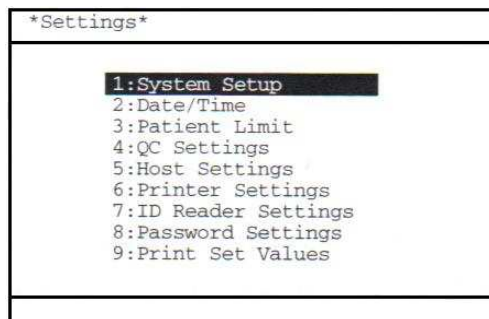 *Settings*
1:System Setup
2:Date/Time
3:Patient Limit
4:QC Settings
5:Host Settings
6:Printer Settings
7:ID Reader Settings
8:Password Settings
9:Print Set Values